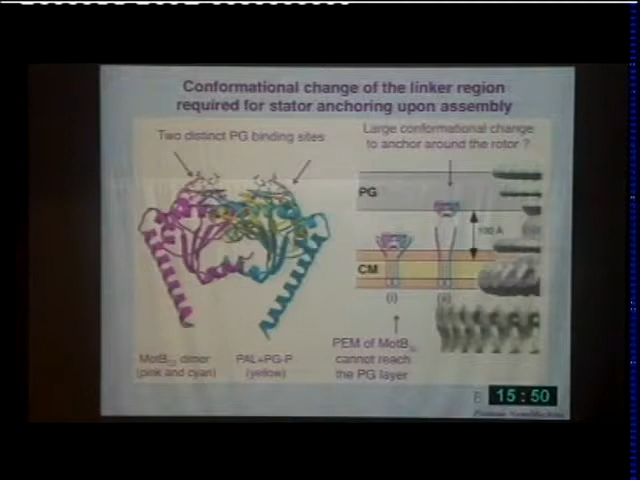 Conformational change of the linker region
required for stator anchoring upon assembly
Two distinct PG binding sites
Large conformational change
to anchor around the rotor ?
PG
100 A
CM
(i)
(ii)
MotB dimer
(pink and cyan)
PAL+PG-P
(yellow)
PEM of MotB
cannot reach
the PG layer
15:50